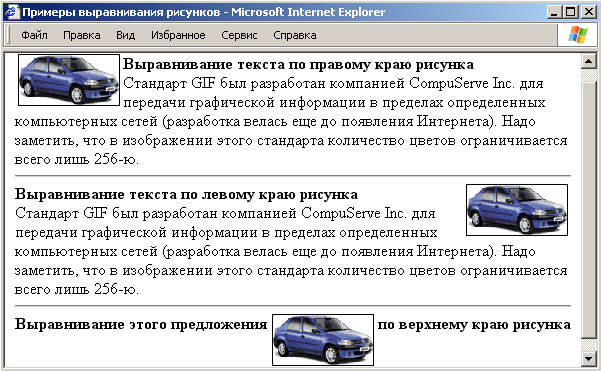 Примеры выравнивания рисунков - Microsoft Internet Explorer
Файл Правка Вид Избранное Сервис Справка
Выравнивание текста по правому краю рисунка
Стандарт GIF был разработан компанией CompuServe Inc. для
передачи графической информации в пределах определенных
компьютерных сетей (разработка велась еще до появления Интернета). Надо
заметить, что в изображении этого стандарта количество цветов ограничивается
всего лишь 256-ю.
Выравнивание текста по левому краю рисунка
Стандарт GIF был разработан компанией CompuServe Inc. для
передачи графической информации в пределах определенных
компьютерных сетей (разработка велась еще до появления Интернета). Надо
заметить, что в изображении этого стандарта количество цветов ограничивается
всего лишь 256-ю.
Выравнивание этого предложения по верхнему краю рисунка